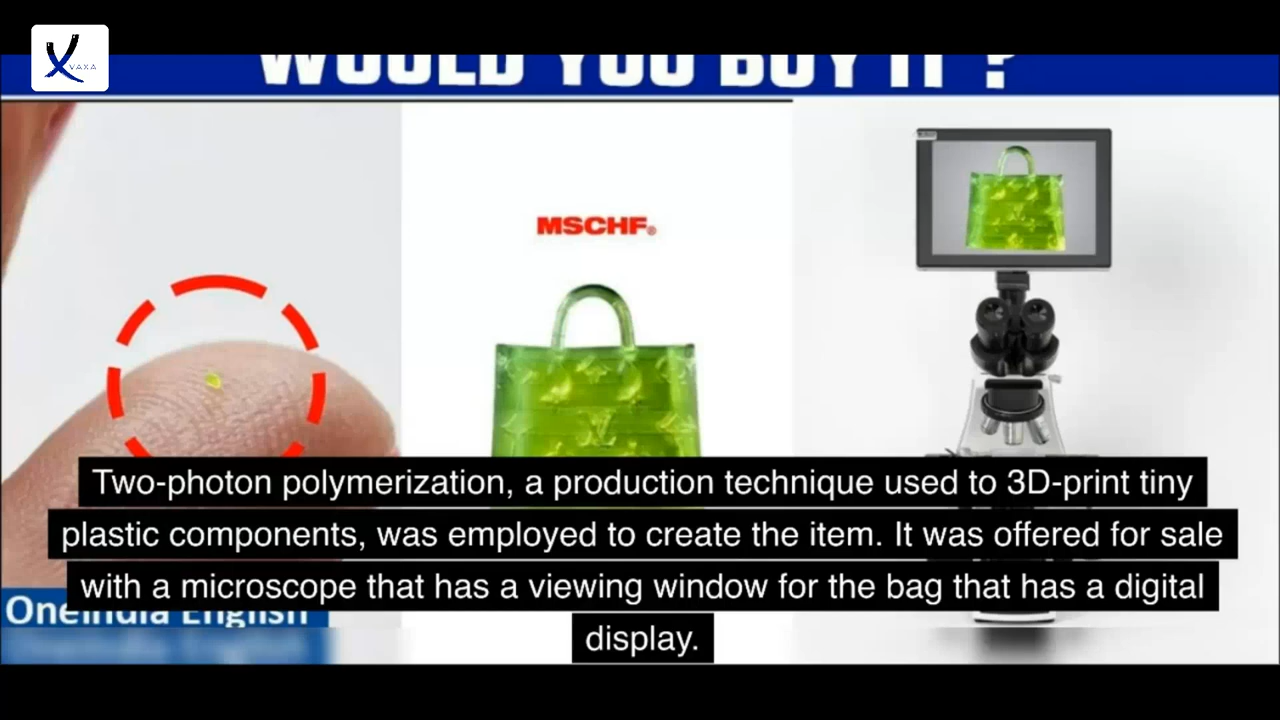 WOULD YOU BUY IT ?
VAXA
MSCHF®
Two-photon polymerization, a production technique used to 3D-print tiny
plastic components, was employed to create the item. It was offered for sale
with a microscope that has a viewing window for the bag that has a digital
display.
Oneindia English